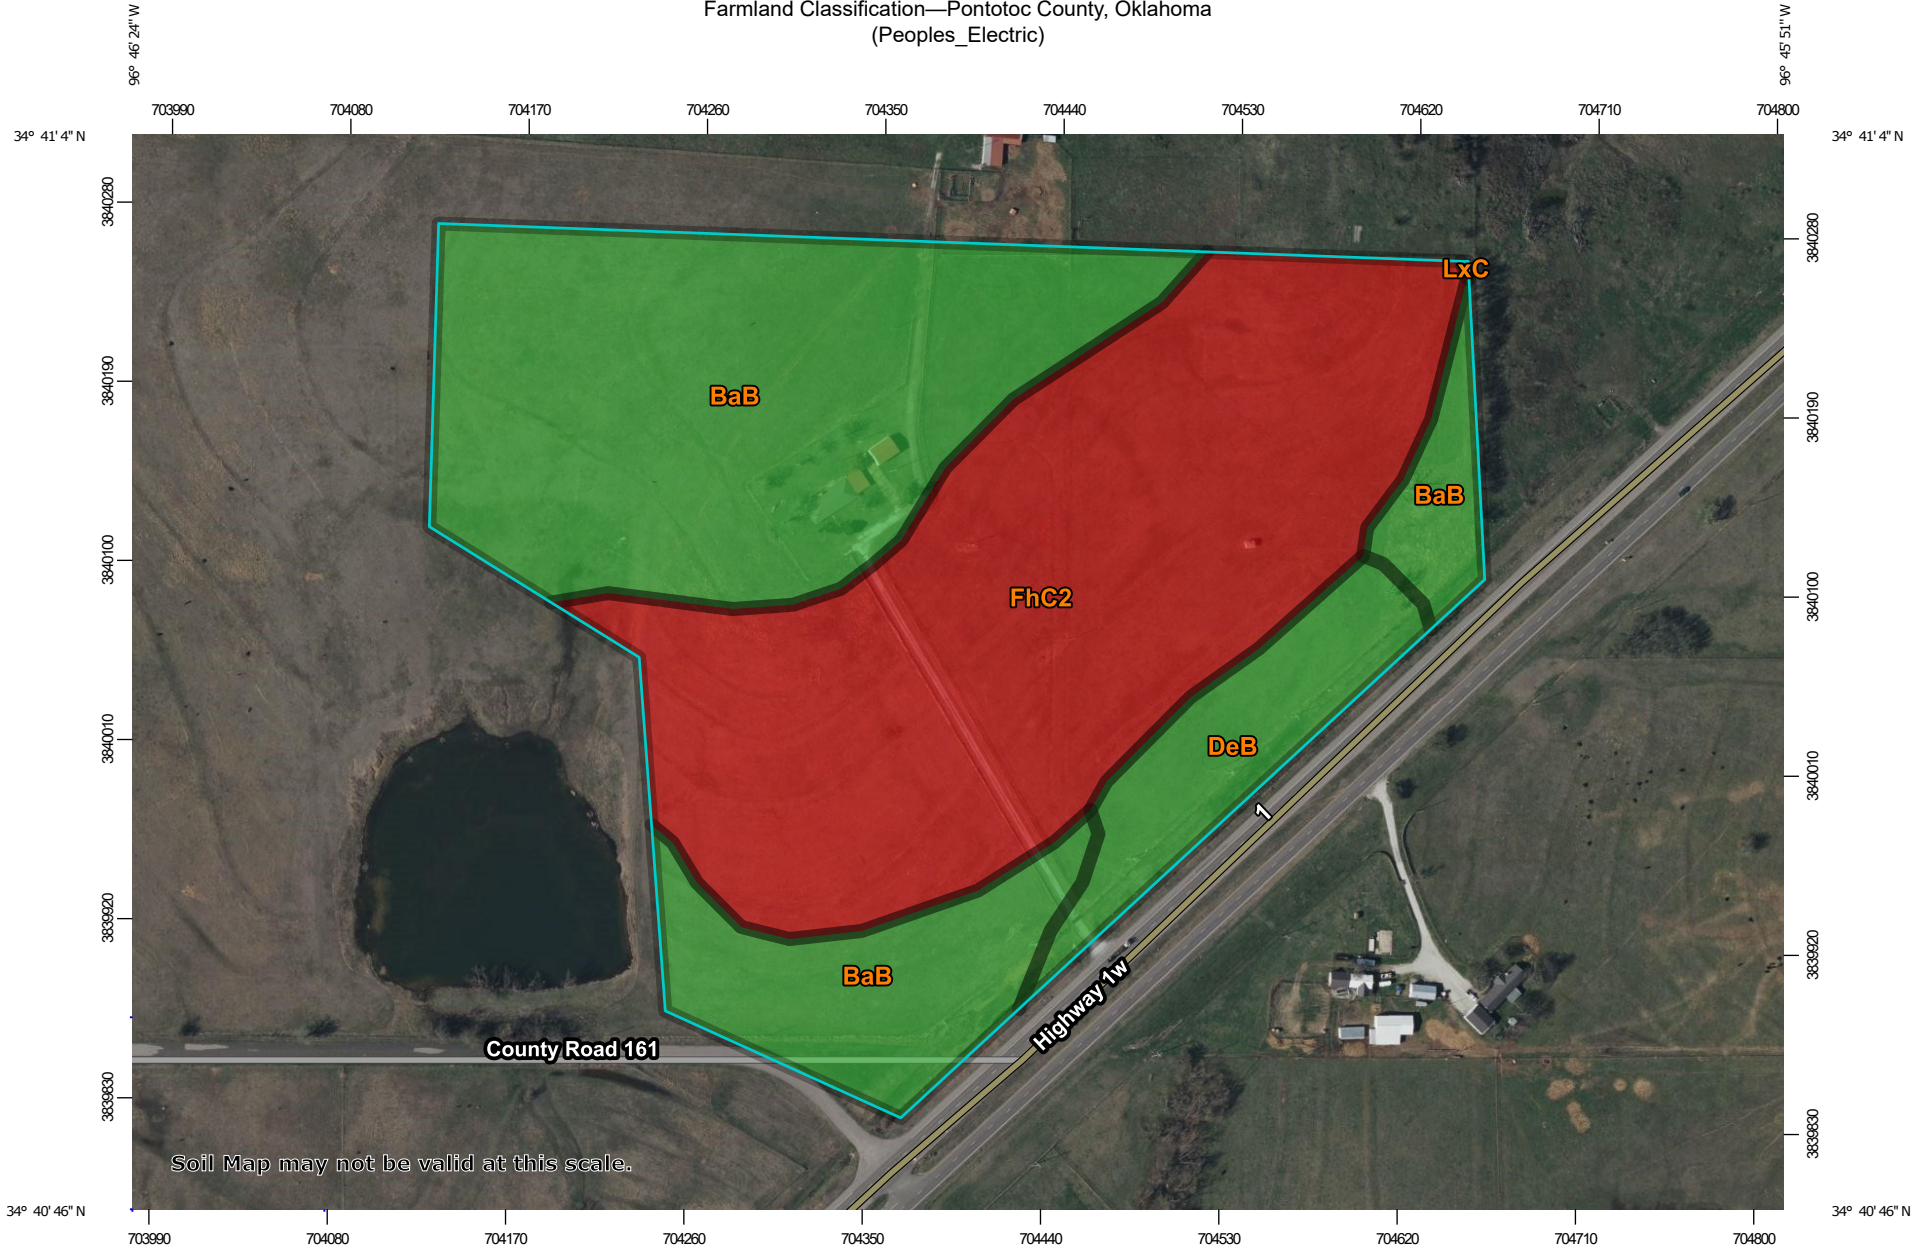 Farmland Classification—Pontotoc County, Oklahoma
(Peoples_Electric)
96° 46' 24" W
96° 45' 51" W
703990 704080 704170 704260 704350 704440 704530 704620 704710 704800
34° 41' 4" N
34° 41' 4" N
3840280
3840280
LxC
3840190
3840190
BaB
BaB
3840100
3840100
FhC2
3840010
3840010
DeB
1
3839920
3839920
BaB
Highway 1w
County Road 161
3839830
3839830
Soil Map may not be valid at this scale.
34° 40' 46" N
34° 40' 46" N
703990 704080 704170 704260 704350 704440 704530 704620 704710 704800